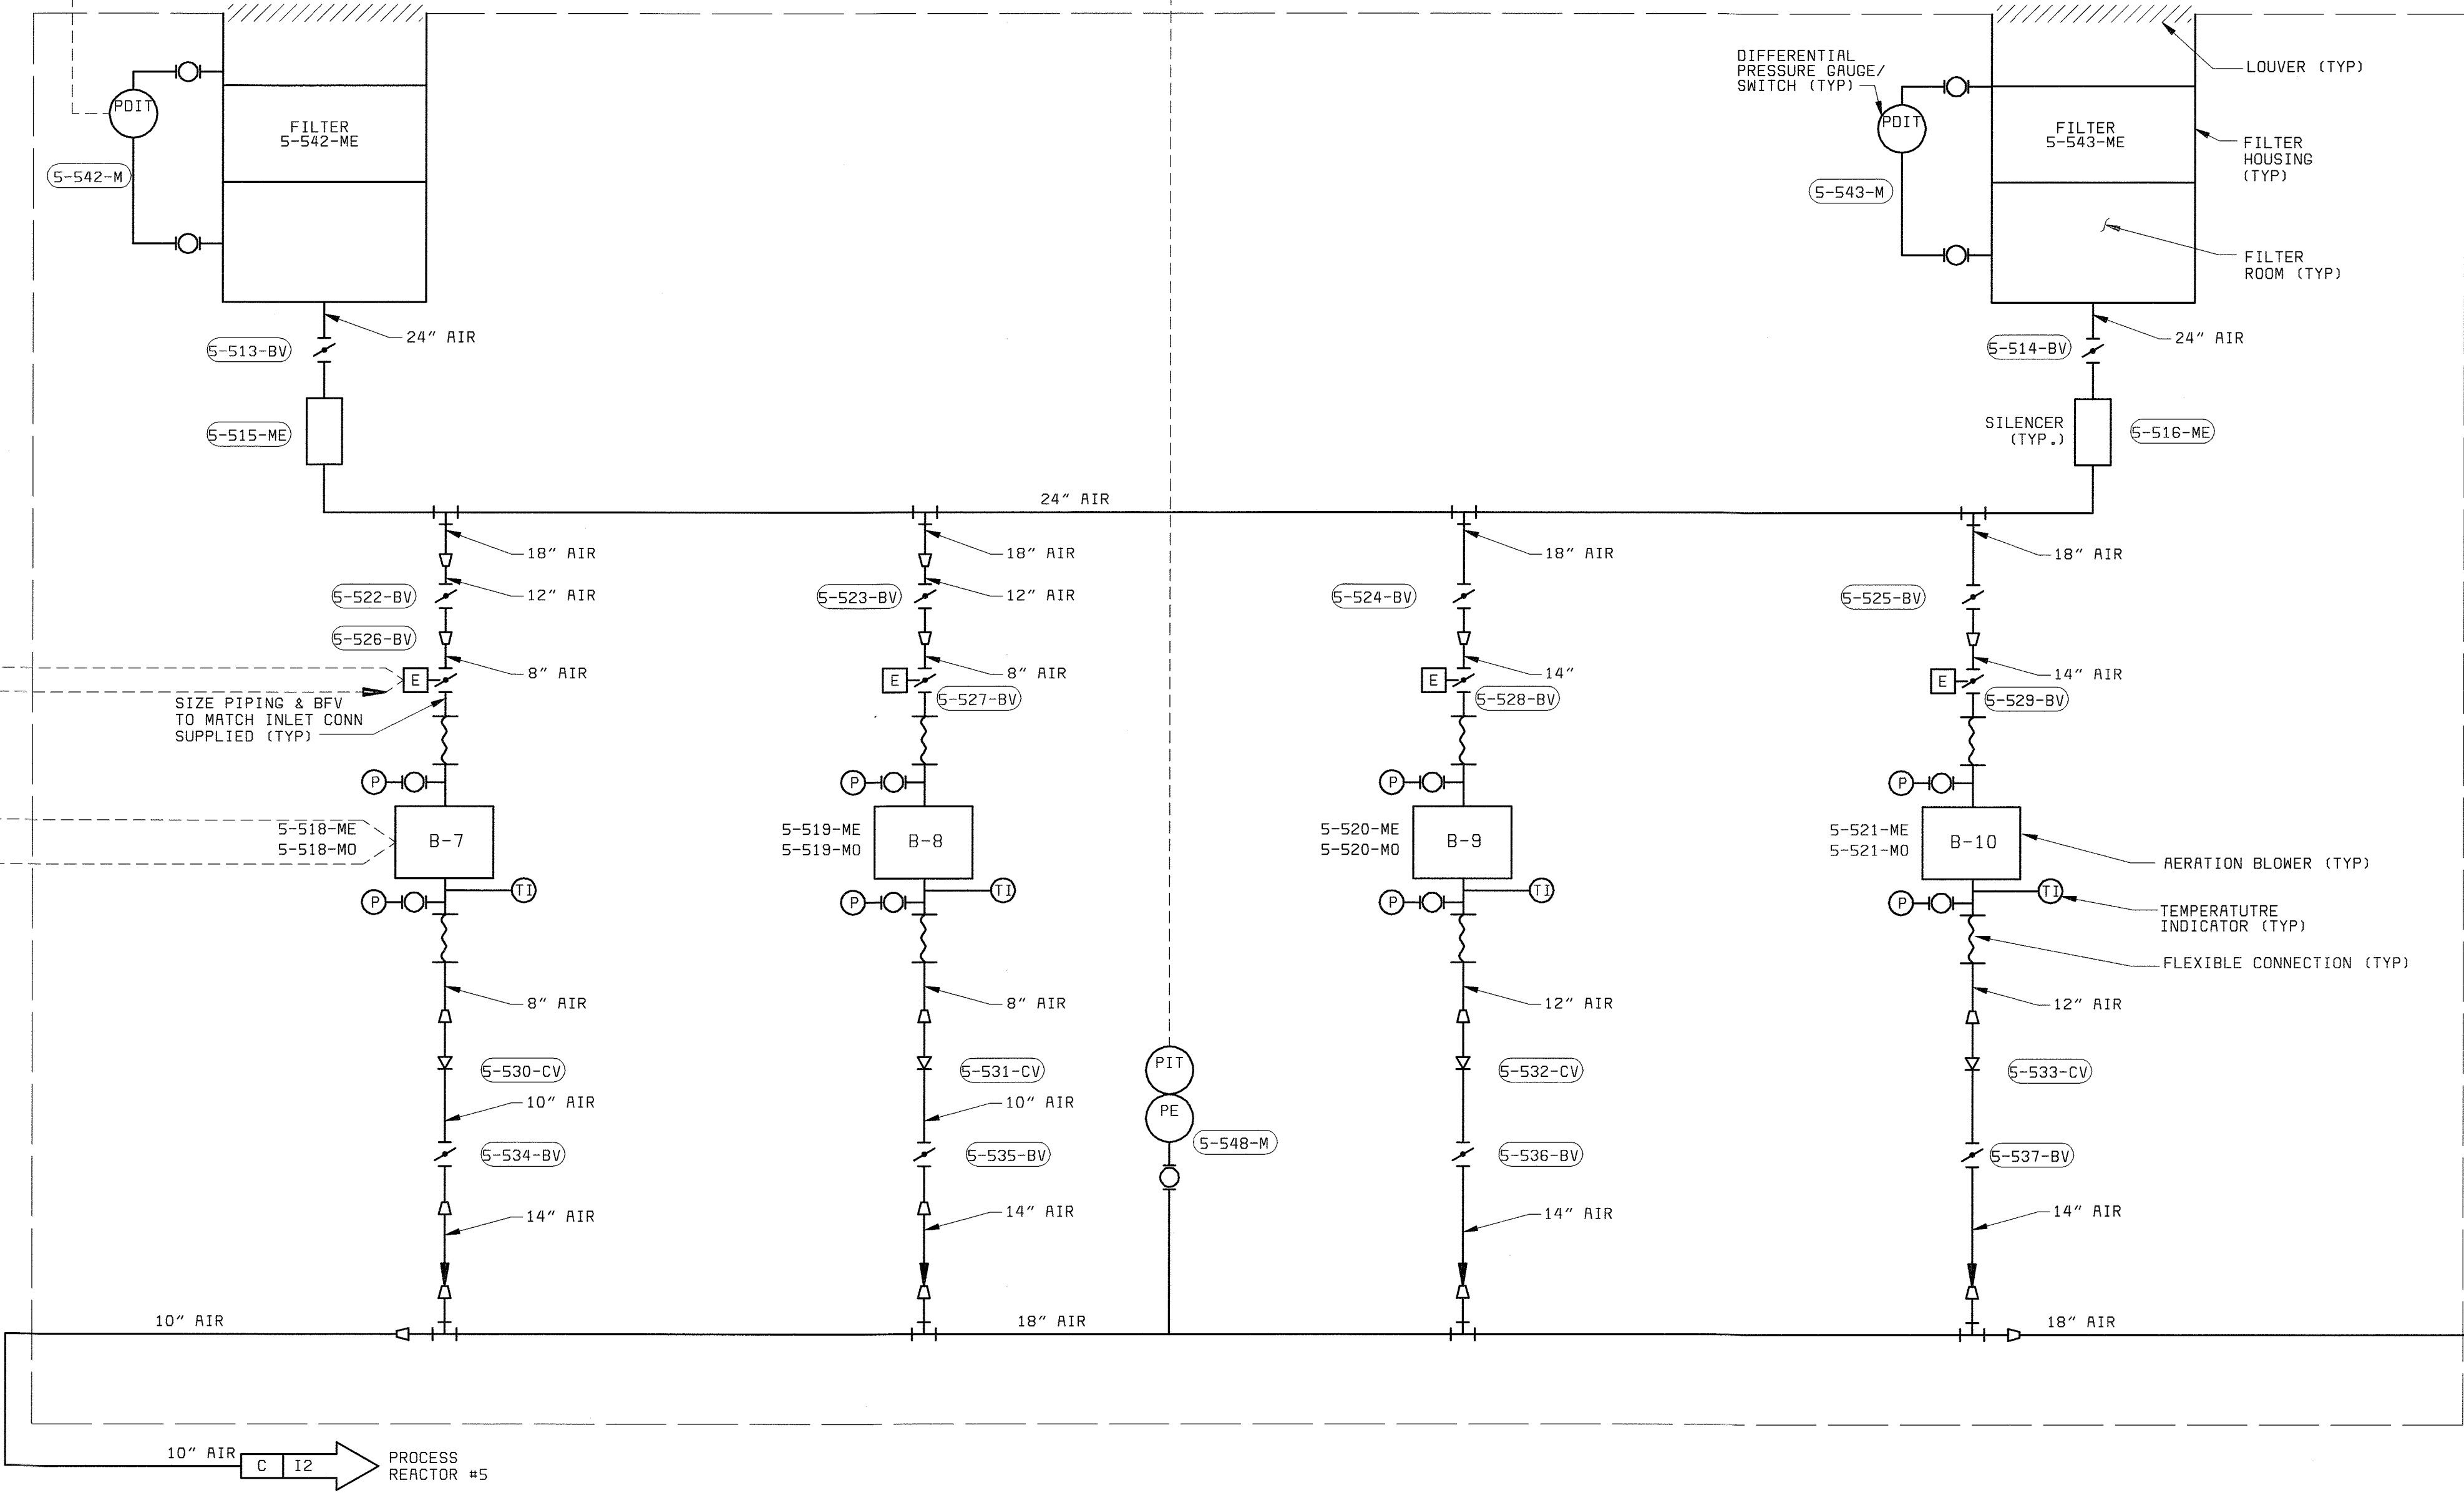 DIFFERENTIAL
PRESSURE GAUGE/
SWITCH (TYP)
LOUVER (TYP)
PDIT
FILTER
5-542-ME
5-542-M
PDIT
FILTER
5-543-ME
5-543-M
FILTER
HOUSING
(TYP)
FILTER
ROOM (TYP)
24" AIR
5-513-BV
5-515-ME
24" AIR
5-514-BV
SILENCER
(TYP.)
5-516-ME
24" AIR
18" AIR
18" AIR
18" AIR
18" AIR
5-522-BV
12" AIR
5-523-BV
12" AIR
5-524-BV
5-525-BV
5-526-BV
8" AIR
8" AIR
14"
14" AIR
E
E
E
E
5-527-BV
5-528-BV
5-529-BV
SIZE PIPING & BFV
TO MATCH INLET CONN
SUPPLIED (TYP)
P
P
P
P
5-518-ME
5-518-MO
B-7
5-519-ME
5-519-MO
B-8
5-520-ME
5-520-MO
B-9
5-521-ME
5-521-MO
B-10
AERATION BLOWER (TYP)
P
TI
P
TI
P
TI
P
TI
TEMPERATUTRE
INDICATOR (TYP)
FLEXIBLE CONNECTION (TYP)
8" AIR
8" AIR
12" AIR
12" AIR
5-530-CV
5-531-CV
PIT
PE
5-548-M
5-532-CV
5-533-CV
10" AIR
10" AIR
5-534-BV
5-535-BV
5-536-BV
5-537-BV
14" AIR
14" AIR
14" AIR
14" AIR
10" AIR
18" AIR
18" AIR
10" AIR
C
I2
PROCESS
REACTOR #5